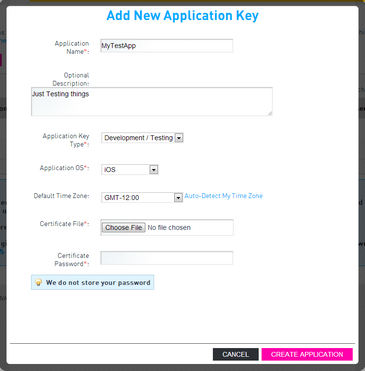 Add New Application Key
Application
Name*:
MyTestApp
Optional
Description:
Just Testing things
Application Key
Type*:
Development / Testing
Application OS*:
iOS
Default Time Zone:
GMT-12:00
Auto-Detect My Time Zone
Certificate File*:
Choose File No file chosen
Certificate
Password*:
We do not store your password
CANCEL
CREATE APPLICATION